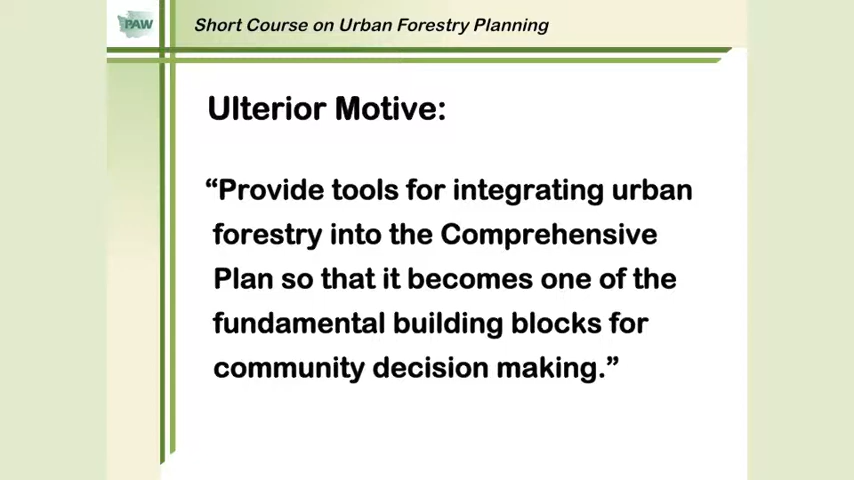 PAW
Short Course on Urban Forestry Planning
Ulterior Motive:
“Provide tools for integrating urban
forestry into the Comprehensive
Plan so that it becomes one of the
fundamental building blocks for
community decision making.”